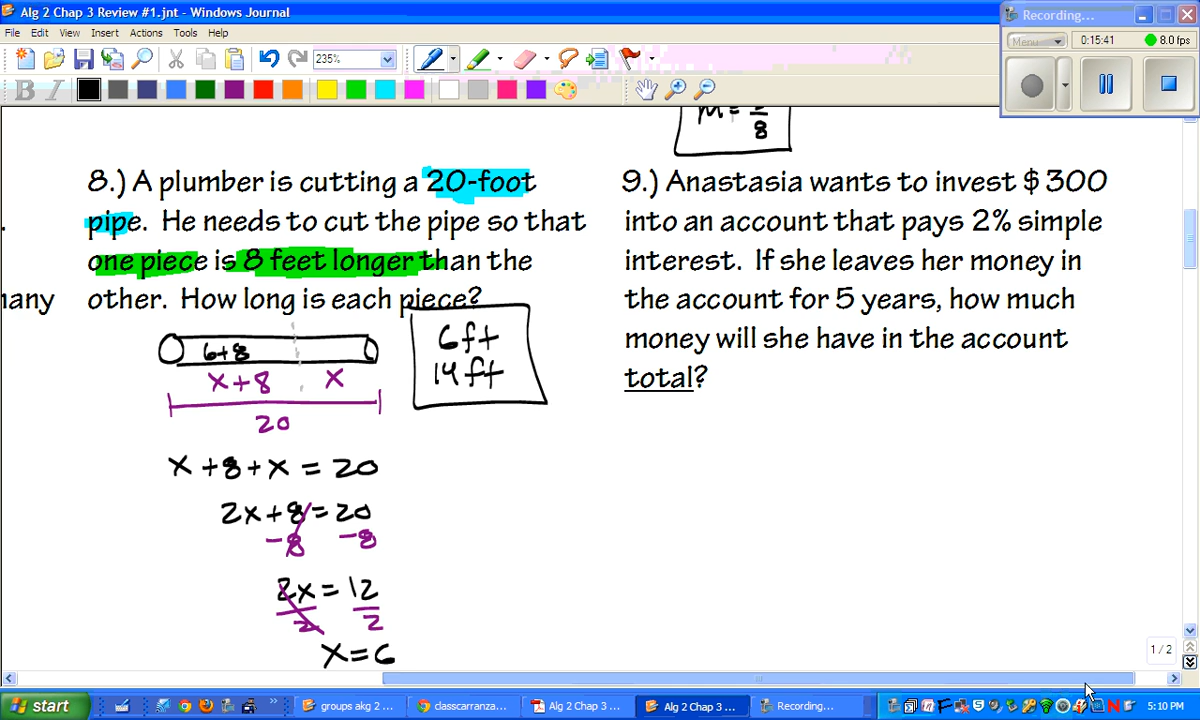 Alg 2 Chap 3 Review #1.jnt - Windows Journal
File Edit View Insert Actions Tools Help
Recording...
Menu
0:15:41
8.0 fps
235%
B I
m = 8
8.) A plumber is cutting a 20-foot
pipe. He needs to cut the pipe so that
one piece is 8 feet longer than the
other. How long is each piece?
many
6+8
x+8 x
20
6ft
14ft
x + 8 + x = 20
2x + 8 = 20
-8 -8
2x = 12
2 2
x = 6
9.) Anastasia wants to invest $300
into an account that pays 2% simple
interest. If she leaves her money in
the account for 5 years, how much
money will she have in the account
total?
1 / 2
start
groups akg 2 ...
classcarranza....
Alg 2 Chap 3 ...
Alg 2 Chap 3 ...
Recording...
5:10 PM